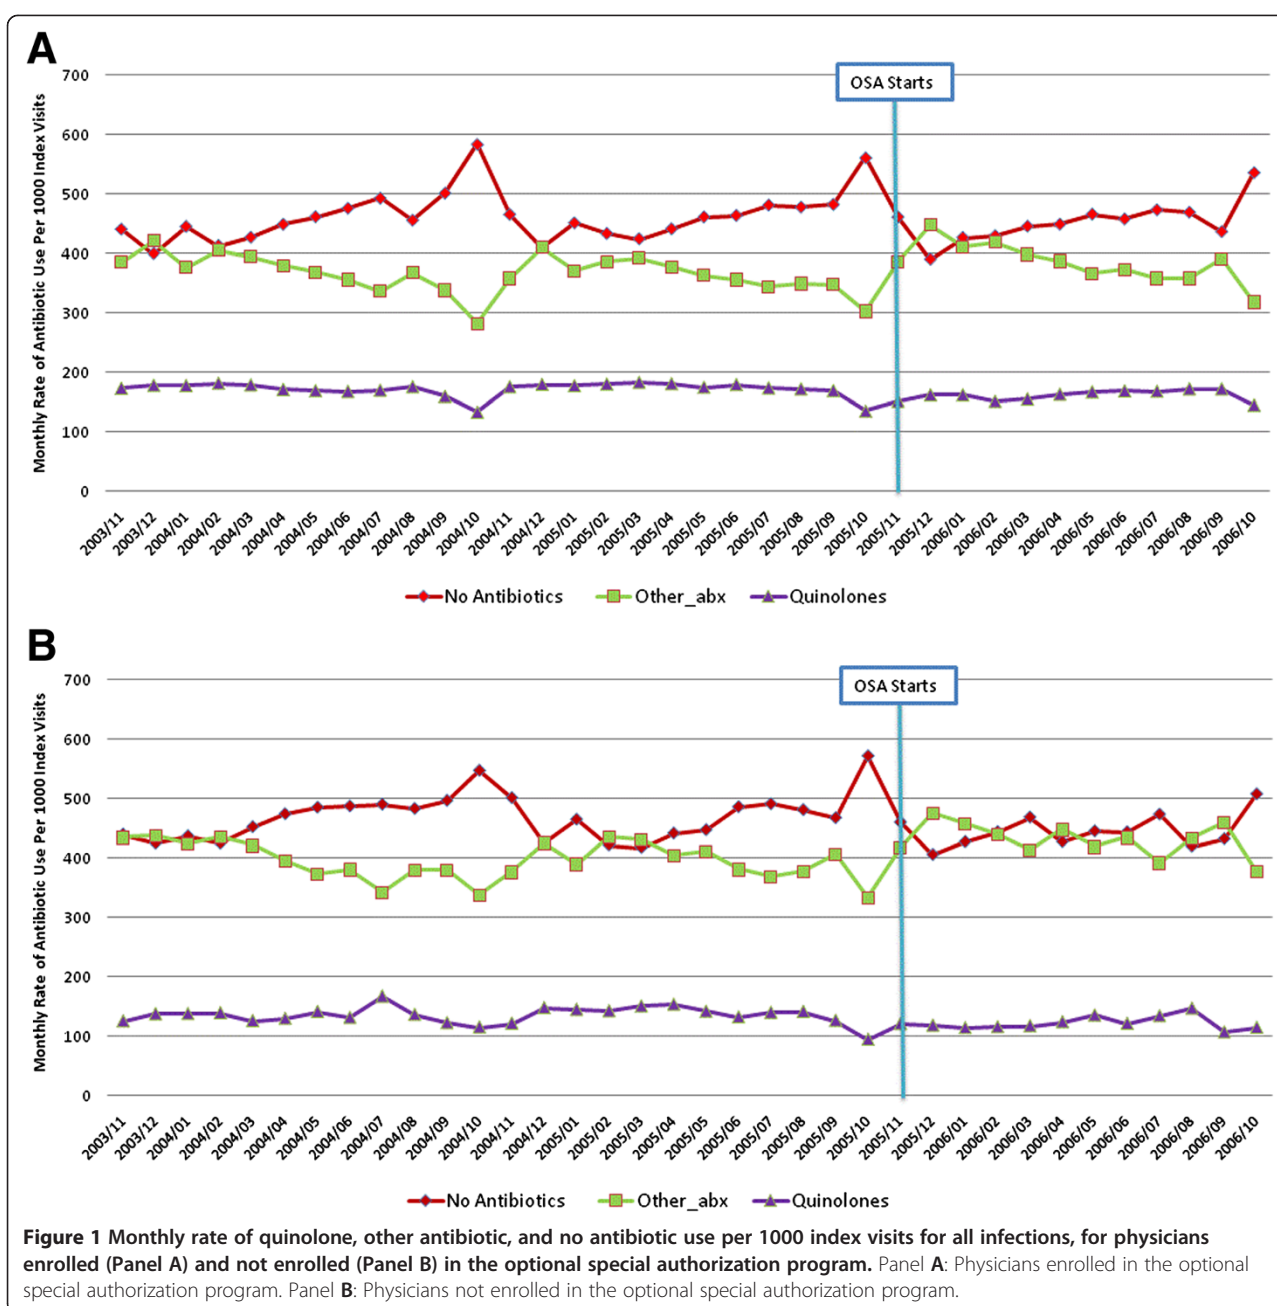 A
OSA Starts
Monthly Rate of Antibiotic Use Per 1000 Index Visits
700
600
500
400
300
200
100
0
2003/11 2003/12 2004/01 2004/02 2004/03 2004/04 2004/05 2004/06 2004/07 2004/08 2004/09 2004/10 2004/11 2004/12 2005/01 2005/02 2005/03 2005/04 2005/05 2005/06 2005/07 2005/08 2005/09 2005/10 2005/11 2005/12 2006/01 2006/02 2006/03 2006/04 2006/05 2006/06 2006/07 2006/08 2006/09 2006/10
No Antibiotics Other_abx Quinolones
B
OSA Starts
Monthly Rate of Antibiotic Use Per 1000 Index Visits
700
600
500
400
300
200
100
0
2003/11 2003/12 2004/01 2004/02 2004/03 2004/04 2004/05 2004/06 2004/07 2004/08 2004/09 2004/10 2004/11 2004/12 2005/01 2005/02 2005/03 2005/04 2005/05 2005/06 2005/07 2005/08 2005/09 2005/10 2005/11 2005/12 2006/01 2006/02 2006/03 2006/04 2006/05 2006/06 2006/07 2006/08 2006/09 2006/10
No Antibiotics Other_abx Quinolones
Figure 1 Monthly rate of quinolone, other antibiotic, and no antibiotic use per 1000 index visits for all infections, for physicians
enrolled (Panel A) and not enrolled (Panel B) in the optional special authorization program. Panel A: Physicians enrolled in the optional
special authorization program. Panel B: Physicians not enrolled in the optional special authorization program.